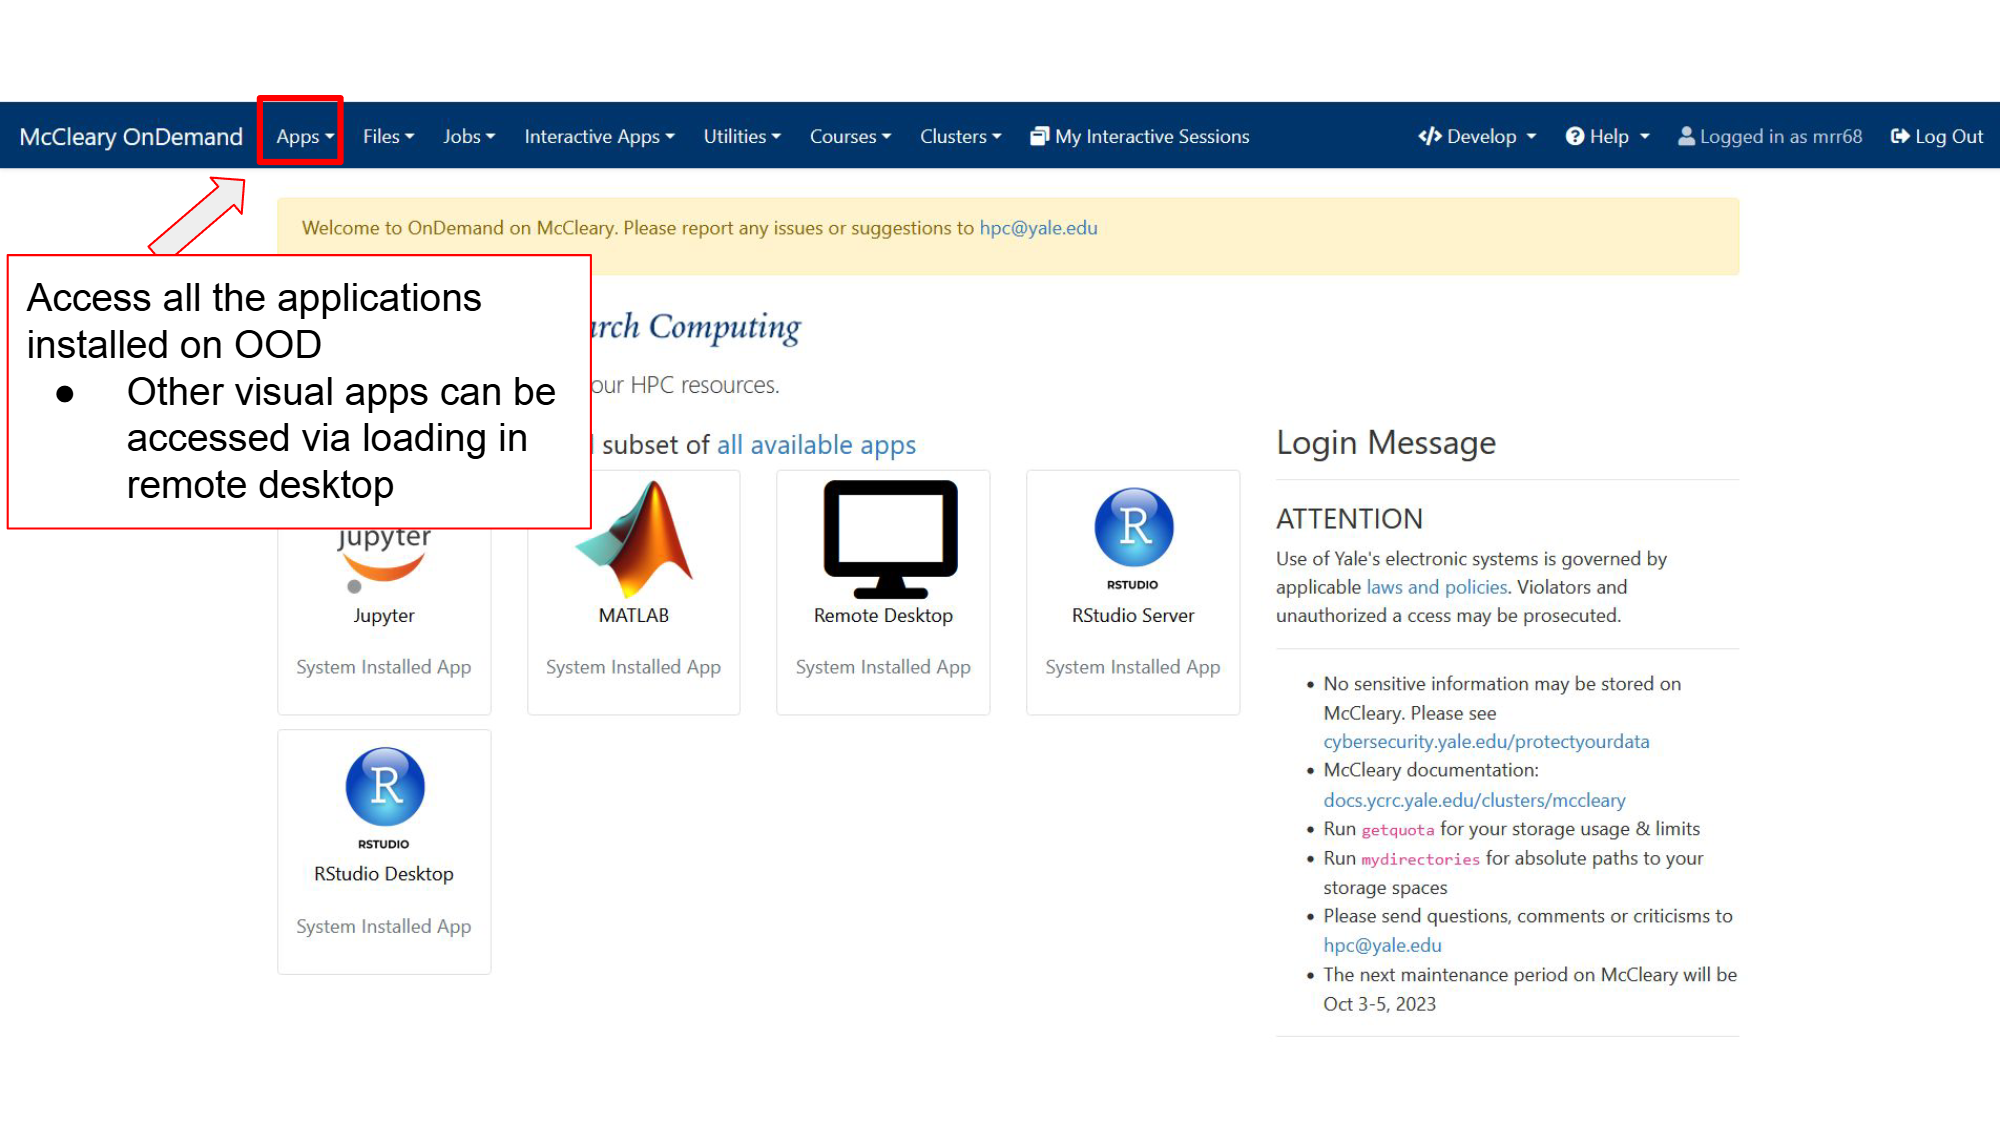 McCleary OnDemand Apps Files Jobs Interactive Apps Utilities Courses Clusters My Interactive Sessions </> Develop Help Logged in as mrr68 Log Out
Welcome to OnDemand on McCleary. Please report any issues or suggestions to hpc@yale.edu
Access all the applications
installed on OOD
● Other visual apps can be
accessed via loading in
remote desktop
Computing
our HPC resources.
subset of all available apps
jupyter
Jupyter
System Installed App
MATLAB
System Installed App
Remote Desktop
System Installed App
R
RSTUDIO
RStudio Server
System Installed App
R
RSTUDIO
RStudio Desktop
System Installed App
Login Message
ATTENTION
Use of Yale's electronic systems is governed by
applicable laws and policies. Violators and
unauthorized a ccess may be prosecuted.
• No sensitive information may be stored on
McCleary. Please see
cybersecurity.yale.edu/protectyourdata
• McCleary documentation:
docs.ycrc.yale.edu/clusters/mccleary
• Run getquota for your storage usage & limits
• Run mydirectories for absolute paths to your
storage spaces
• Please send questions, comments or criticisms to
hpc@yale.edu
• The next maintenance period on McCleary will be
Oct 3-5, 2023